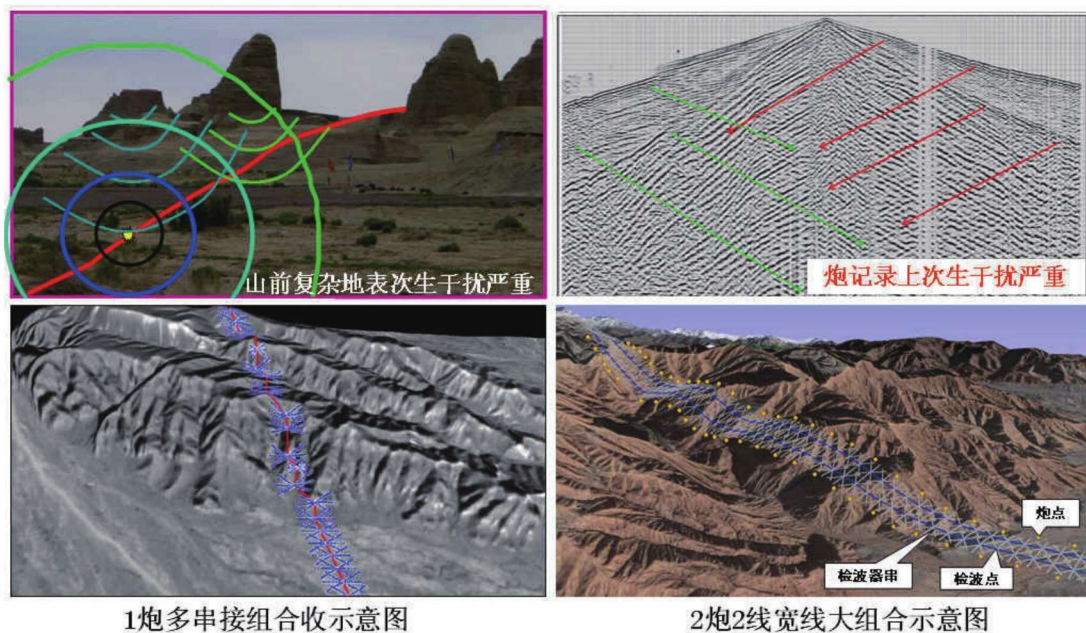 山前复杂地表次生干扰严重
炮记录上次生干扰严重
炮点
检波器串
检波点
1炮多串接组合收示意图
2炮2线宽线大组合示意图